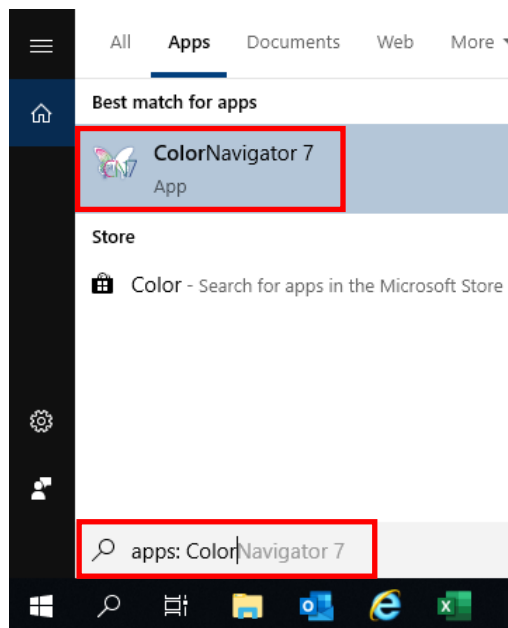 All Apps Documents Web More
Best match for apps
ColorNavigator 7
CN7
App
Store
Color - Search for apps in the Microsoft Store
apps: ColorNavigator 7